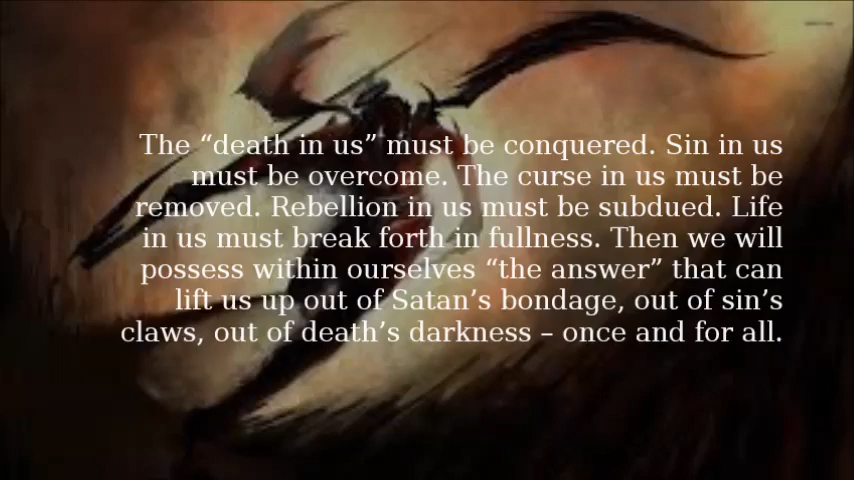 The “death in us” must be conquered. Sin in us
must be overcome. The curse in us must be
removed. Rebellion in us must be subdued. Life
in us must break forth in fullness. Then we will
possess within ourselves “the answer” that can
lift us up out of Satan’s bondage, out of sin’s
claws, out of death’s darkness – once and for all.